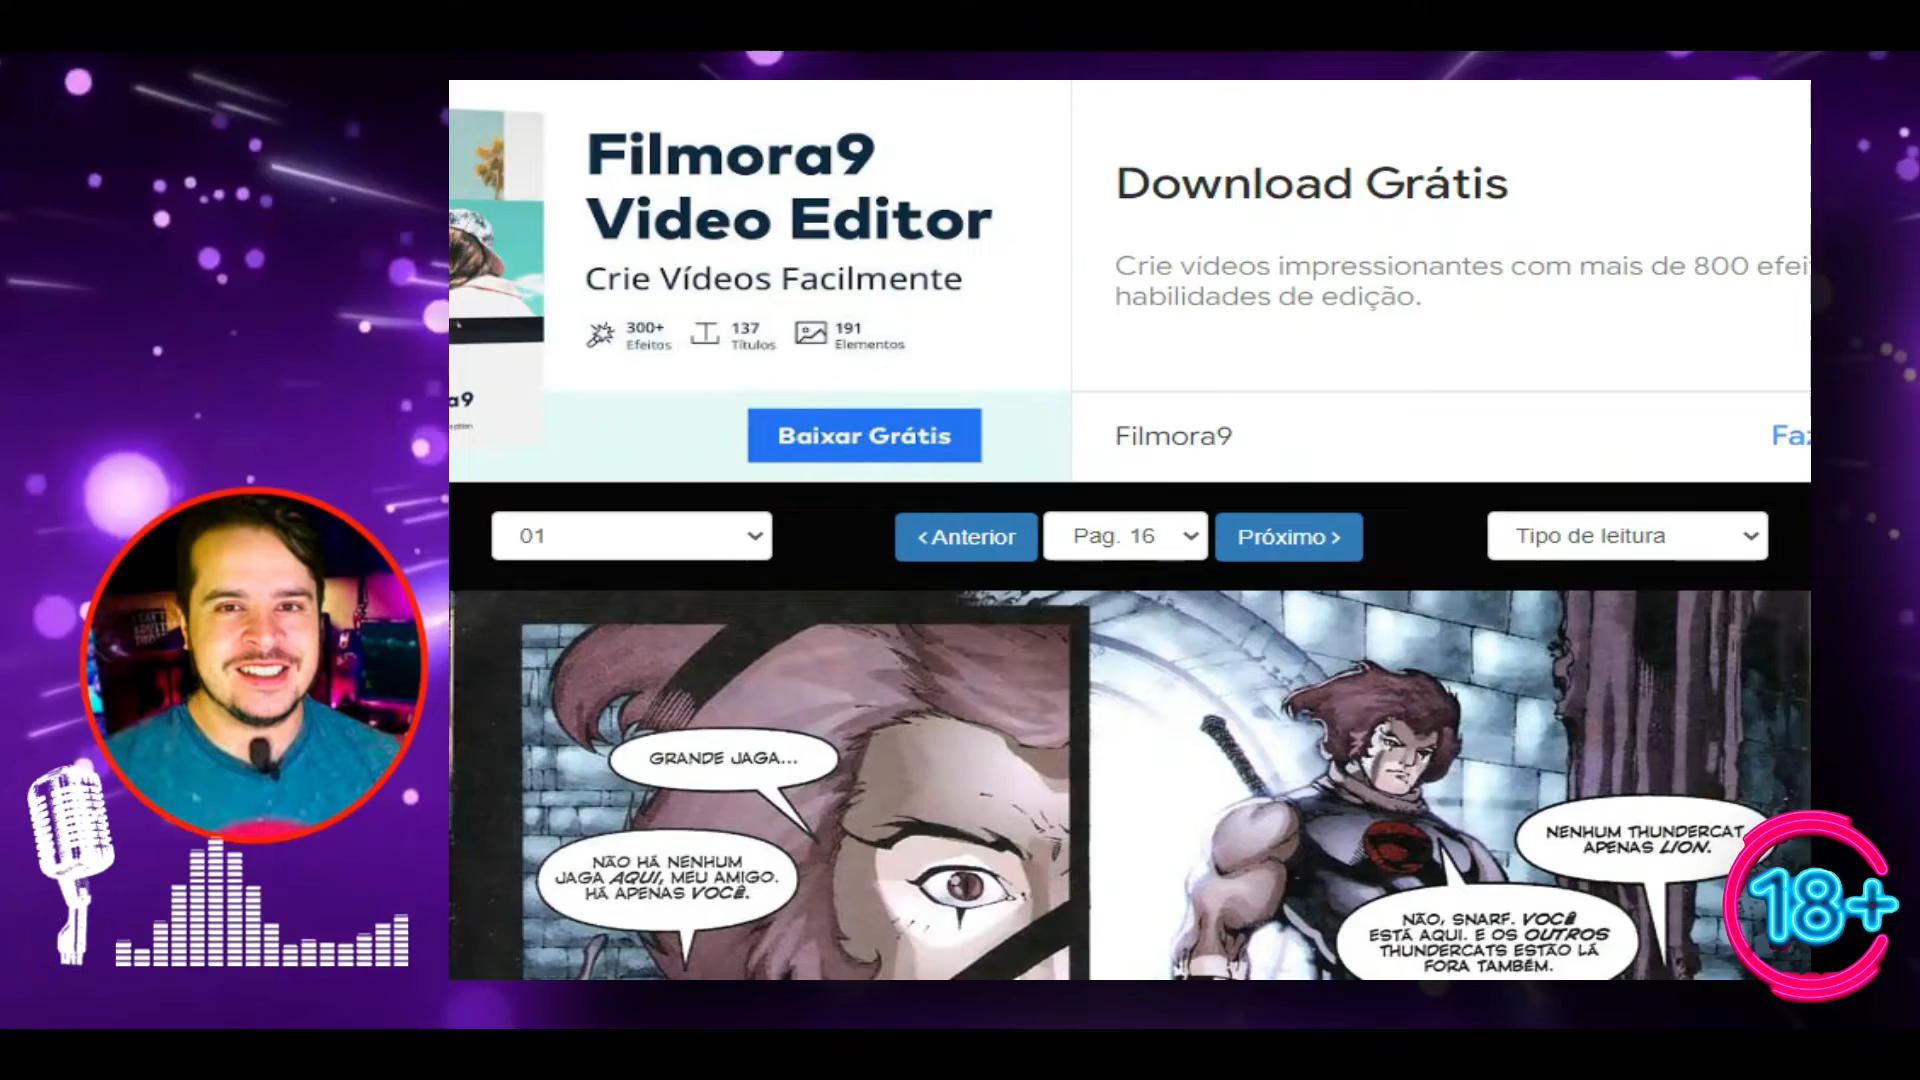 Filmora9
Video Editor
Crie Vídeos Facilmente
300+
Efeitos
137
Títulos
191
Elementos
a9
Baixar Grátis
Download Grátis
Crie vídeos impressionantes com mais de 800 efei
habilidades de edição.
Filmora9
Faz
01
‹ Anterior
Pag. 16
Próximo ›
Tipo de leitura
GRANDE JAGA...
NÃO HÁ NENHUM
JAGA AQUI, MEU AMIGO.
HÁ APENAS VOCÊ.
NENHUM THUNDERCAT,
APENAS LION.
NÃO, SNARF. VOCÊ
ESTÁ AQUI. E OS OUTROS
THUNDERCATS ESTÃO LÁ
FORA TAMBÉM.
18+